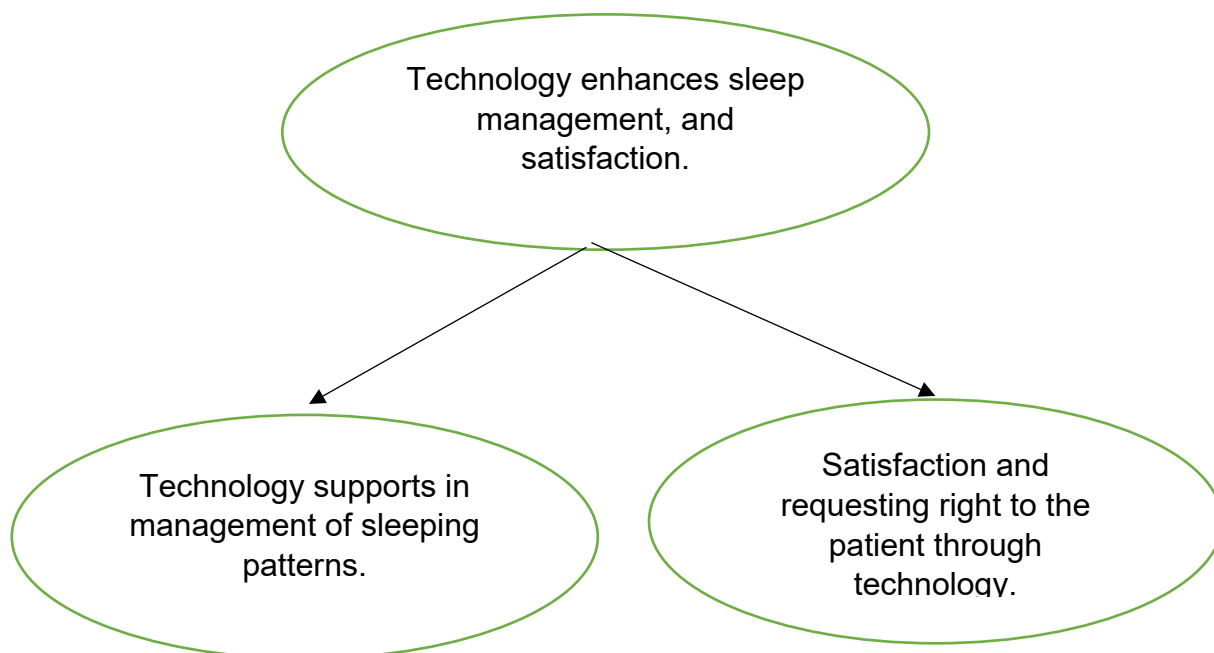 Technology enhances sleep
management, and
satisfaction.
Technology supports in
management of sleeping
patterns.
Satisfaction and
requesting right to the
patient through
technology.